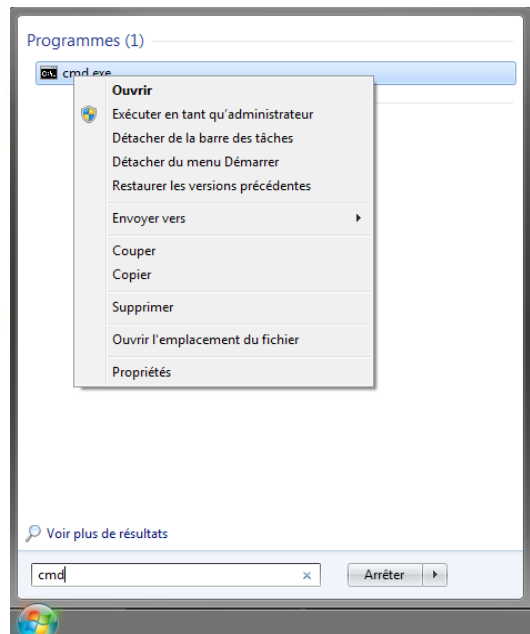 Programmes (1)
cmd.exe
Ouvrir
Exécuter en tant qu'administrateur
Détacher de la barre des tâches
Détacher du menu Démarrer
Restaurer les versions précédentes
Envoyer vers
Couper
Copier
Supprimer
Ouvrir l'emplacement du fichier
Propriétés
Voir plus de résultats
cmd
Arrêter